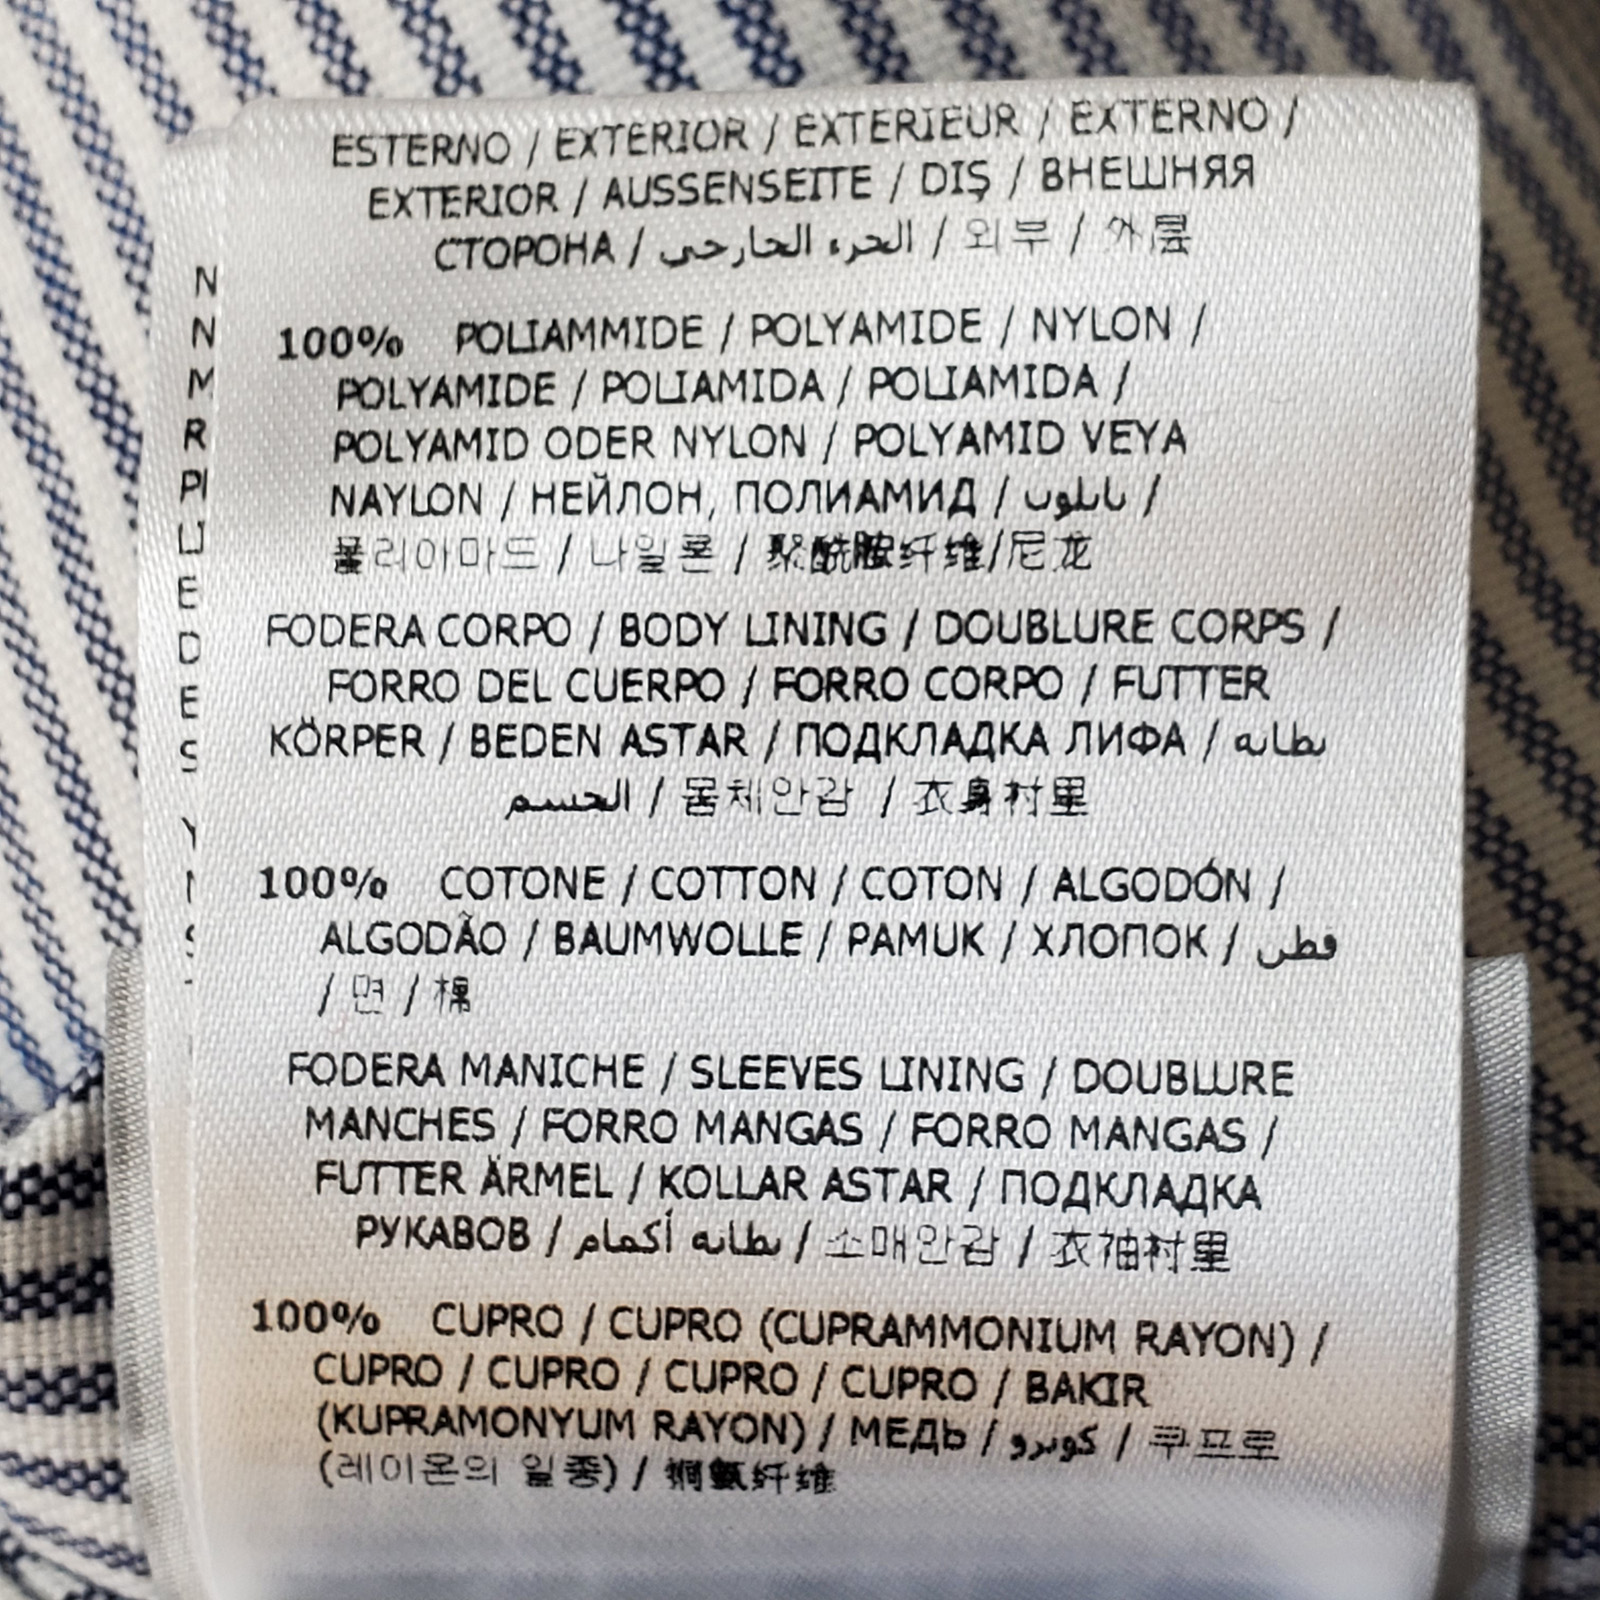 ESTERNO / EXTERIOR / EXTERIEUR / EXTERNO /
EXTERIOR / AUSSENSEITE / DIŞ / ВНЕШНЯЯ
СТОРОНА / الجزء الخارجي / 외부 / 外层
100% POLIAMMIDE / POLYAMIDE / NYLON /
POLYAMIDE / POLIAMIDA / POLIAMIDA /
POLYAMID ODER NYLON / POLYAMID VEYA
NAYLON / НЕЙЛОН, ПОЛИАМИД / نايلون /
폴리아마드 / 나일론 / 聚酰胺纤维/尼龙
FODERA CORPO / BODY LINING / DOUBLURE CORPS /
FORRO DEL CUERPO / FORRO CORPO / FUTTER
KÖRPER / BEDEN ASTAR / ПОДКЛАДКА ЛИФА / بطانة
الجسم / 몸체안감 / 衣身衬里
100% COTONE / COTTON / COTON / ALGODÓN /
ALGODÃO / BAUMWOLLE / PAMUK / ХЛОПОК / قطن
/ 면 / 棉
FODERA MANICHE / SLEEVES LINING / DOUBLURE
MANCHES / FORRO MANGAS / FORRO MANGAS /
FUTTER ÄRMEL / KOLLAR ASTAR / ПОДКЛАДКА
РУКАВОВ / بطانة أكمام / 소매안감 / 衣袖衬里
100% CUPRO / CUPRO (CUPRAMMONIUM RAYON) /
CUPRO / CUPRO / CUPRO / CUPRO / BAKIR
(KUPRAMONYUM RAYON) / МЕДЬ / كوبرو / 쿠프로
(레이온의 일종) / 铜氨纤维